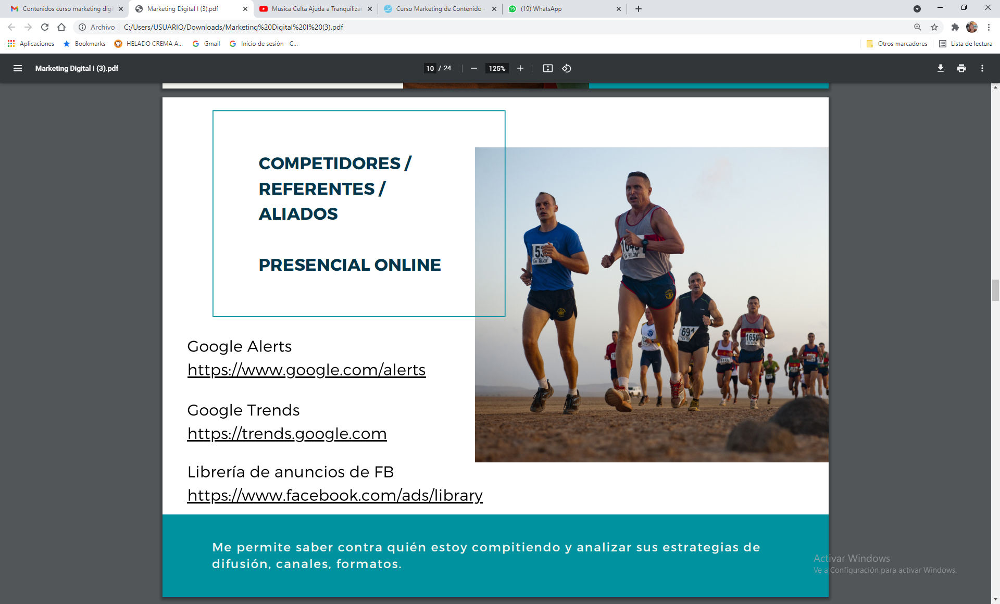 Contenidos curso marketing digi
Marketing Digital I (3).pdf
Musica Celta Ajuda a Tranquilizar
Curso Marketing de Contenido -
19
(19) WhatsApp
Archivo
C:/Users/USUARIO/Downloads/Marketing%20Digital%20I%20(3).pdf
Aplicaciones
Bookmarks
HELADO CREMA A...
Gmail
Inicio de sesión - C...
Otros marcadores
Lista de lectura
Marketing Digital I (3).pdf
10 / 24
125%
COMPETIDORES /
REFERENTES /
ALIADOS
PRESENCIAL ONLINE
Google Alerts
https://www.google.com/alerts
Google Trends
https://trends.google.com
Librería de anuncios de FB
https://www.facebook.com/ads/library
691
1650
1159
Me permite saber contra quién estoy compitiendo y analizar sus estrategias de
difusión, canales, formatos.
Activar Windows
Ve a Configuración para activar Windows.